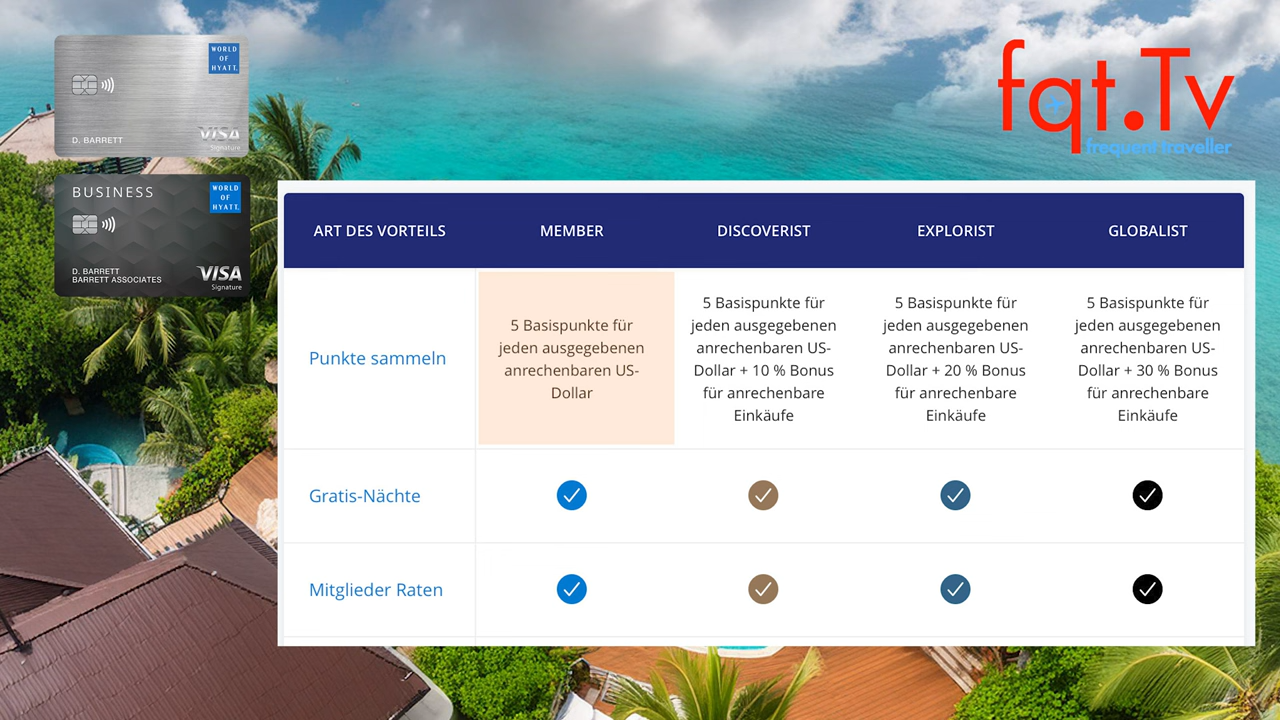 WORLD
OF
HYATT.
D. BARRETT
VISA
Signature
BUSINESS
WORLD
OF
HYATT.
D. BARRETT
BARRETT ASSOCIATES
VISA
Signature
fqt.Tv
frequent traveller
ART DES VORTEILS MEMBER DISCOVERIST EXPLORIST GLOBALIST
Punkte sammeln
5 Basispunkte für
jeden ausgegebenen
anrechenbaren US-
Dollar
5 Basispunkte für
jeden ausgegebenen
anrechenbaren US-
Dollar + 10 % Bonus
für anrechenbare
Einkäufe
5 Basispunkte für
jeden ausgegebenen
anrechenbaren US-
Dollar + 20 % Bonus
für anrechenbare
Einkäufe
5 Basispunkte für
jeden ausgegebenen
anrechenbaren US-
Dollar + 30 % Bonus
für anrechenbare
Einkäufe
Gratis-Nächte
Mitglieder Raten